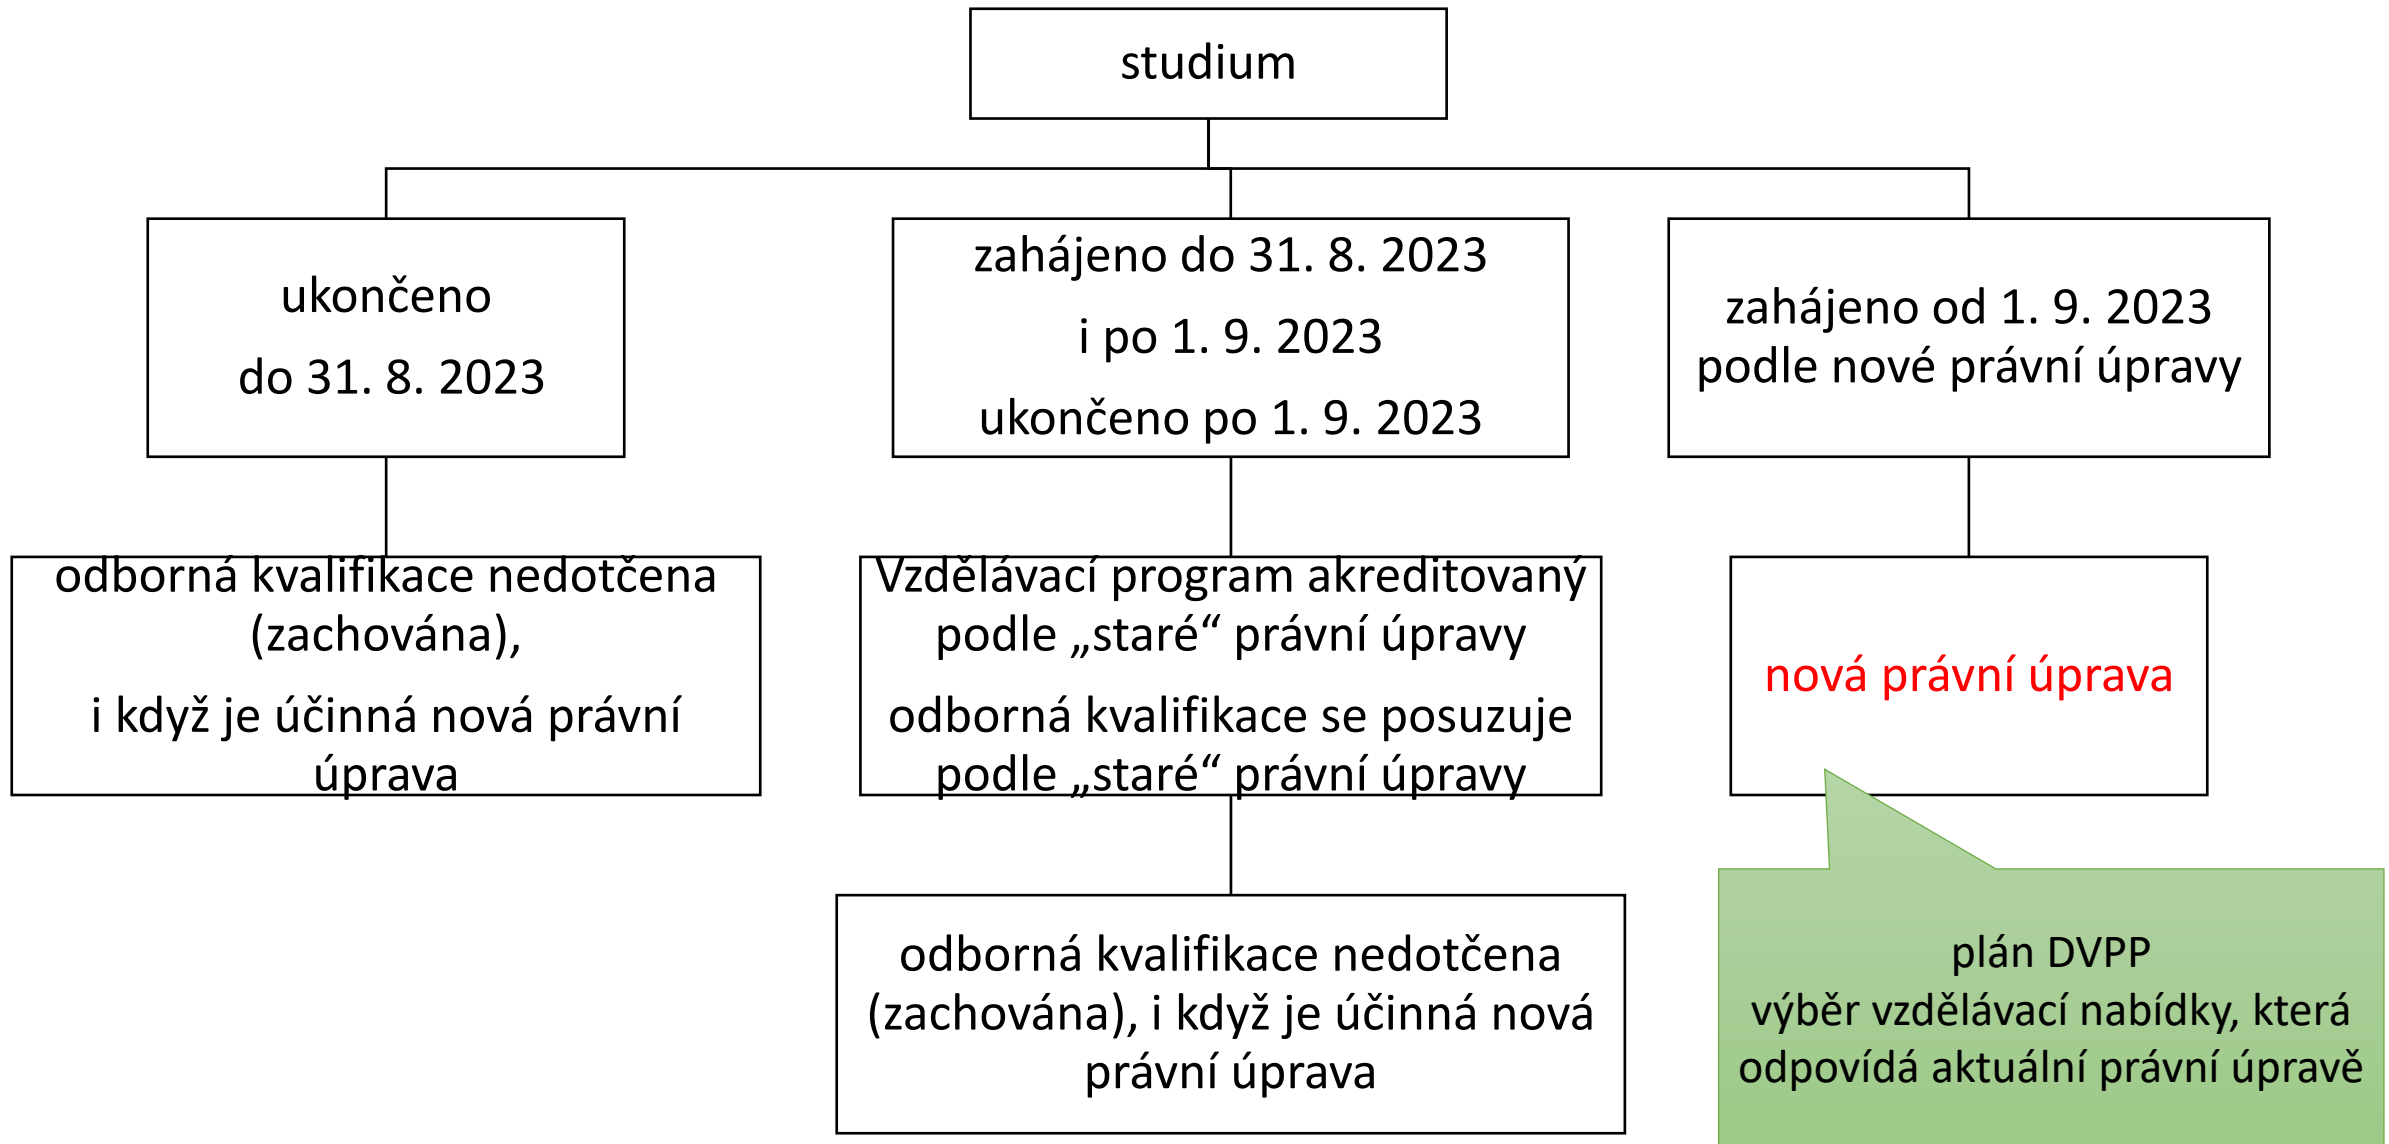 studium
ukončeno
do 31. 8. 2023
zahájeno do 31. 8. 2023
i po 1. 9. 2023
ukončeno po 1. 9. 2023
zahájeno od 1. 9. 2023
podle nové právní úpravy
odborná kvalifikace nedotčena
(zachována),
i když je účinná nová právní
úprava
Vzdělávací program akreditovaný
podle „staré“ právní úpravy
odborná kvalifikace se posuzuje
podle „staré“ právní úpravy
nová právní úprava
odborná kvalifikace nedotčena
(zachována), i když je účinná nová
právní úprava
plán DVPP
výběr vzdělávací nabídky, která
odpovídá aktuální právní úpravě